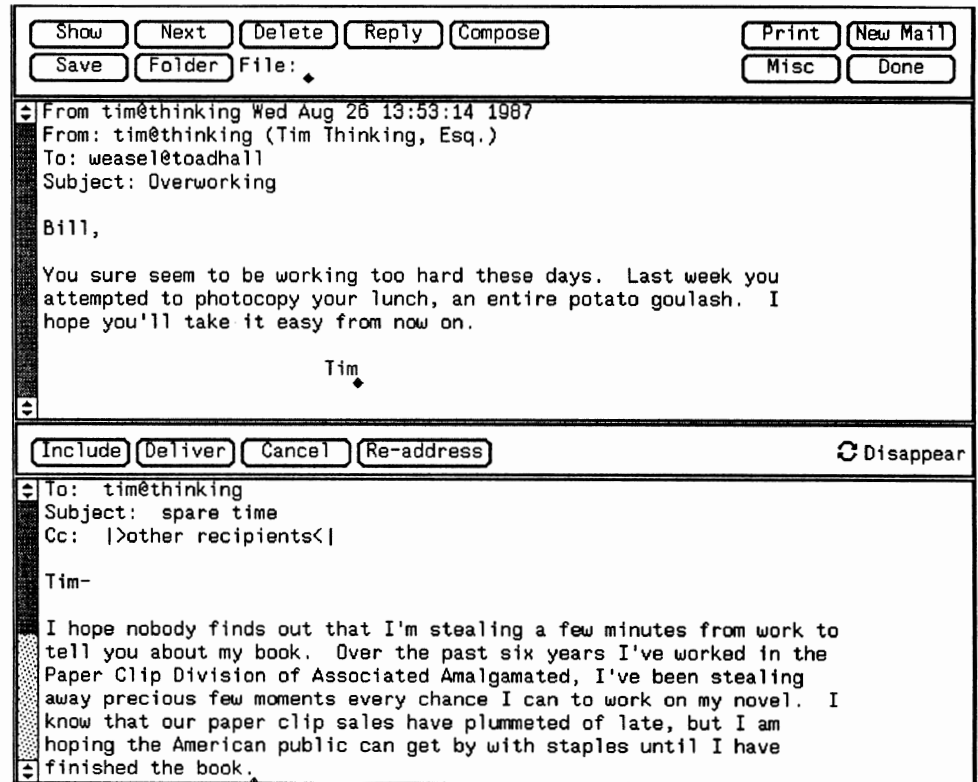 Show Next Delete Reply Compose Print New Mail
Save Folder File: Misc Done
From tim@thinking Wed Aug 26 13:53:14 1987
From: tim@thinking (Tim Thinking, Esq.)
To: weasel@toadhall
Subject: Overworking
Bill,
You sure seem to be working too hard these days.  Last week you
attempted to photocopy your lunch, an entire potato goulash.  I
hope you'll take it easy from now on.
Tim
Include Deliver Cancel Re-address Disappear
To:  tim@thinking
Subject:  spare time
Cc:  |>other recipients<|
Tim-
I hope nobody finds out that I'm stealing a few minutes from work to
tell you about my book.  Over the past six years I've worked in the
Paper Clip Division of Associated Amalgamated, I've been stealing
away precious few moments every chance I can to work on my novel.  I
know that our paper clip sales have plummeted of late, but I am
hoping the American public can get by with staples until I have
finished the book.